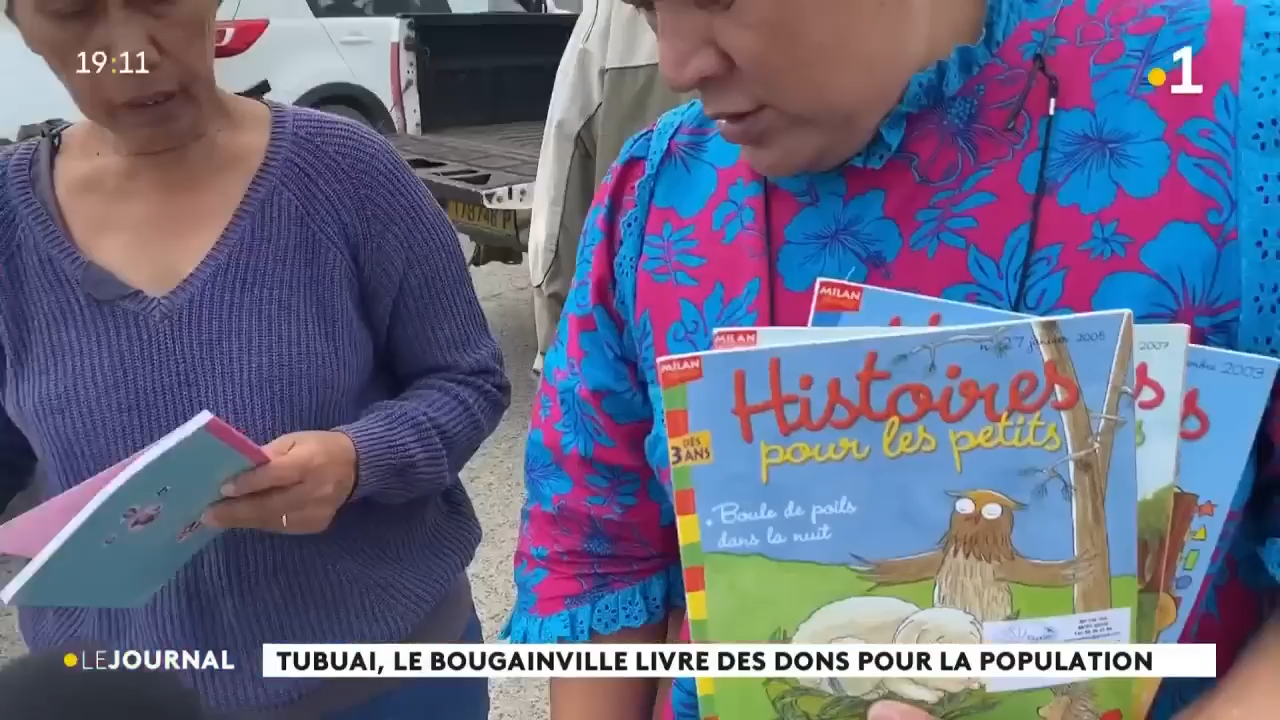 19:11
1
MILAN
MILAN
MILAN
n° 27 janvier 2005
2007
2003
Histoires
pour les petits
DÈS
3 ANS
Boule de poils
dans la nuit
s
s
s
LEJOURNAL
TUBUAI, LE BOUGAINVILLE LIVRE DES DONS POUR LA POPULATION